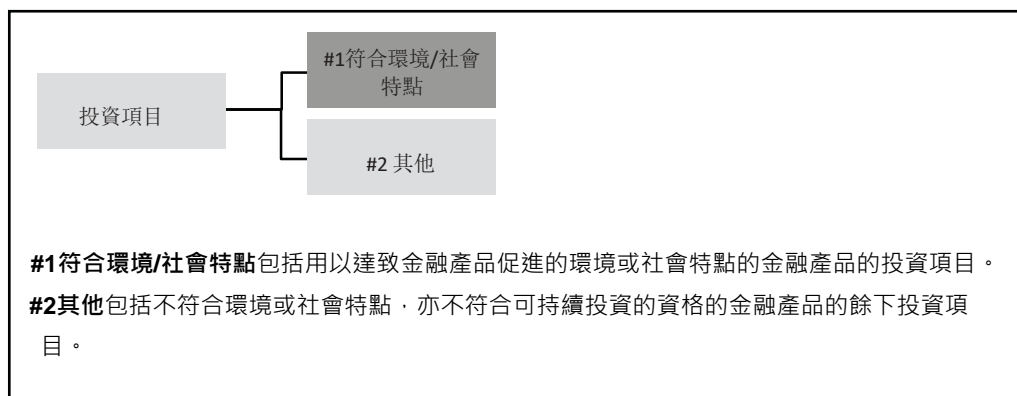 #1符合環境/社會
特點
投資項目
#2 其他
#1符合環境/社會特點包括用以達致金融產品促進的環境或社會特點的金融產品的投資項目。
#2其他包括不符合環境或社會特點，亦不符合可持續投資的資格的金融產品的餘下投資項
目。